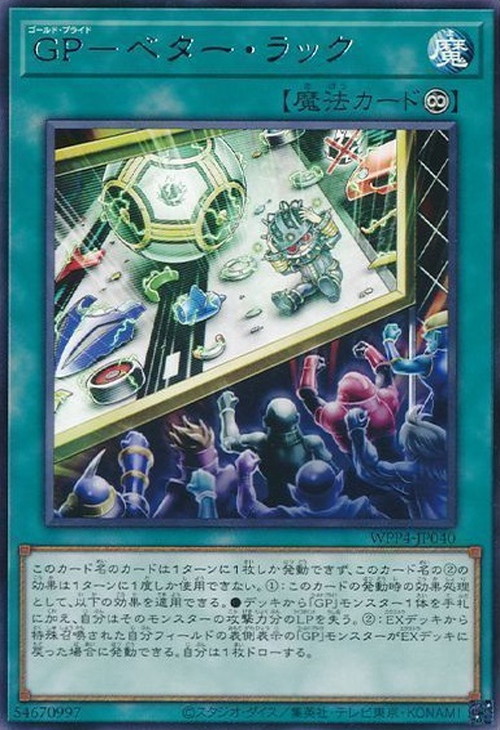 ゴールド・プライド
GP－ベター・ラック
魔
【魔法カード】
WPP4-JP040
このカード名のカードは１ターンに１枚しか発動できず、このカード名の②の
効果は１ターンに１度しか使用できない。①：このカードの発動時の効果処理
として、以下の効果を適用できる。●デッキから「GP」モンスター１体を手札
に加え、自分はそのモンスターの攻撃力分のLPを失う。②：EXデッキから
特殊召喚された自分フィールドの表側表示の「GP」モンスターがEXデッキに
戻った場合に発動できる。自分は１枚ドローする。
54670997
©スタジオ・ダイス／集英社・テレビ東京・KONAMI